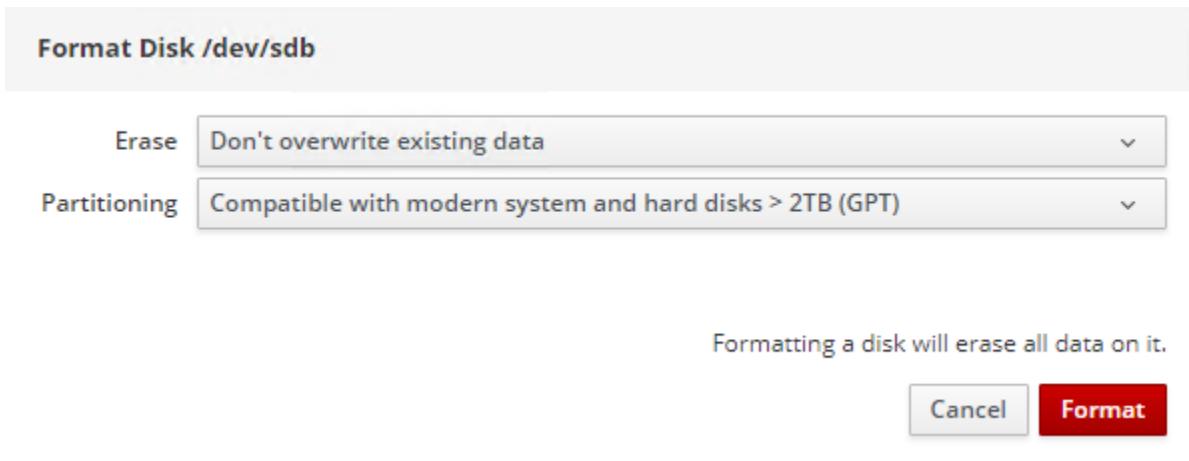 Format Disk /dev/sdb
Erase Don't overwrite existing data
Partitioning Compatible with modern system and hard disks > 2TB (GPT)
Formatting a disk will erase all data on it.
Cancel Format